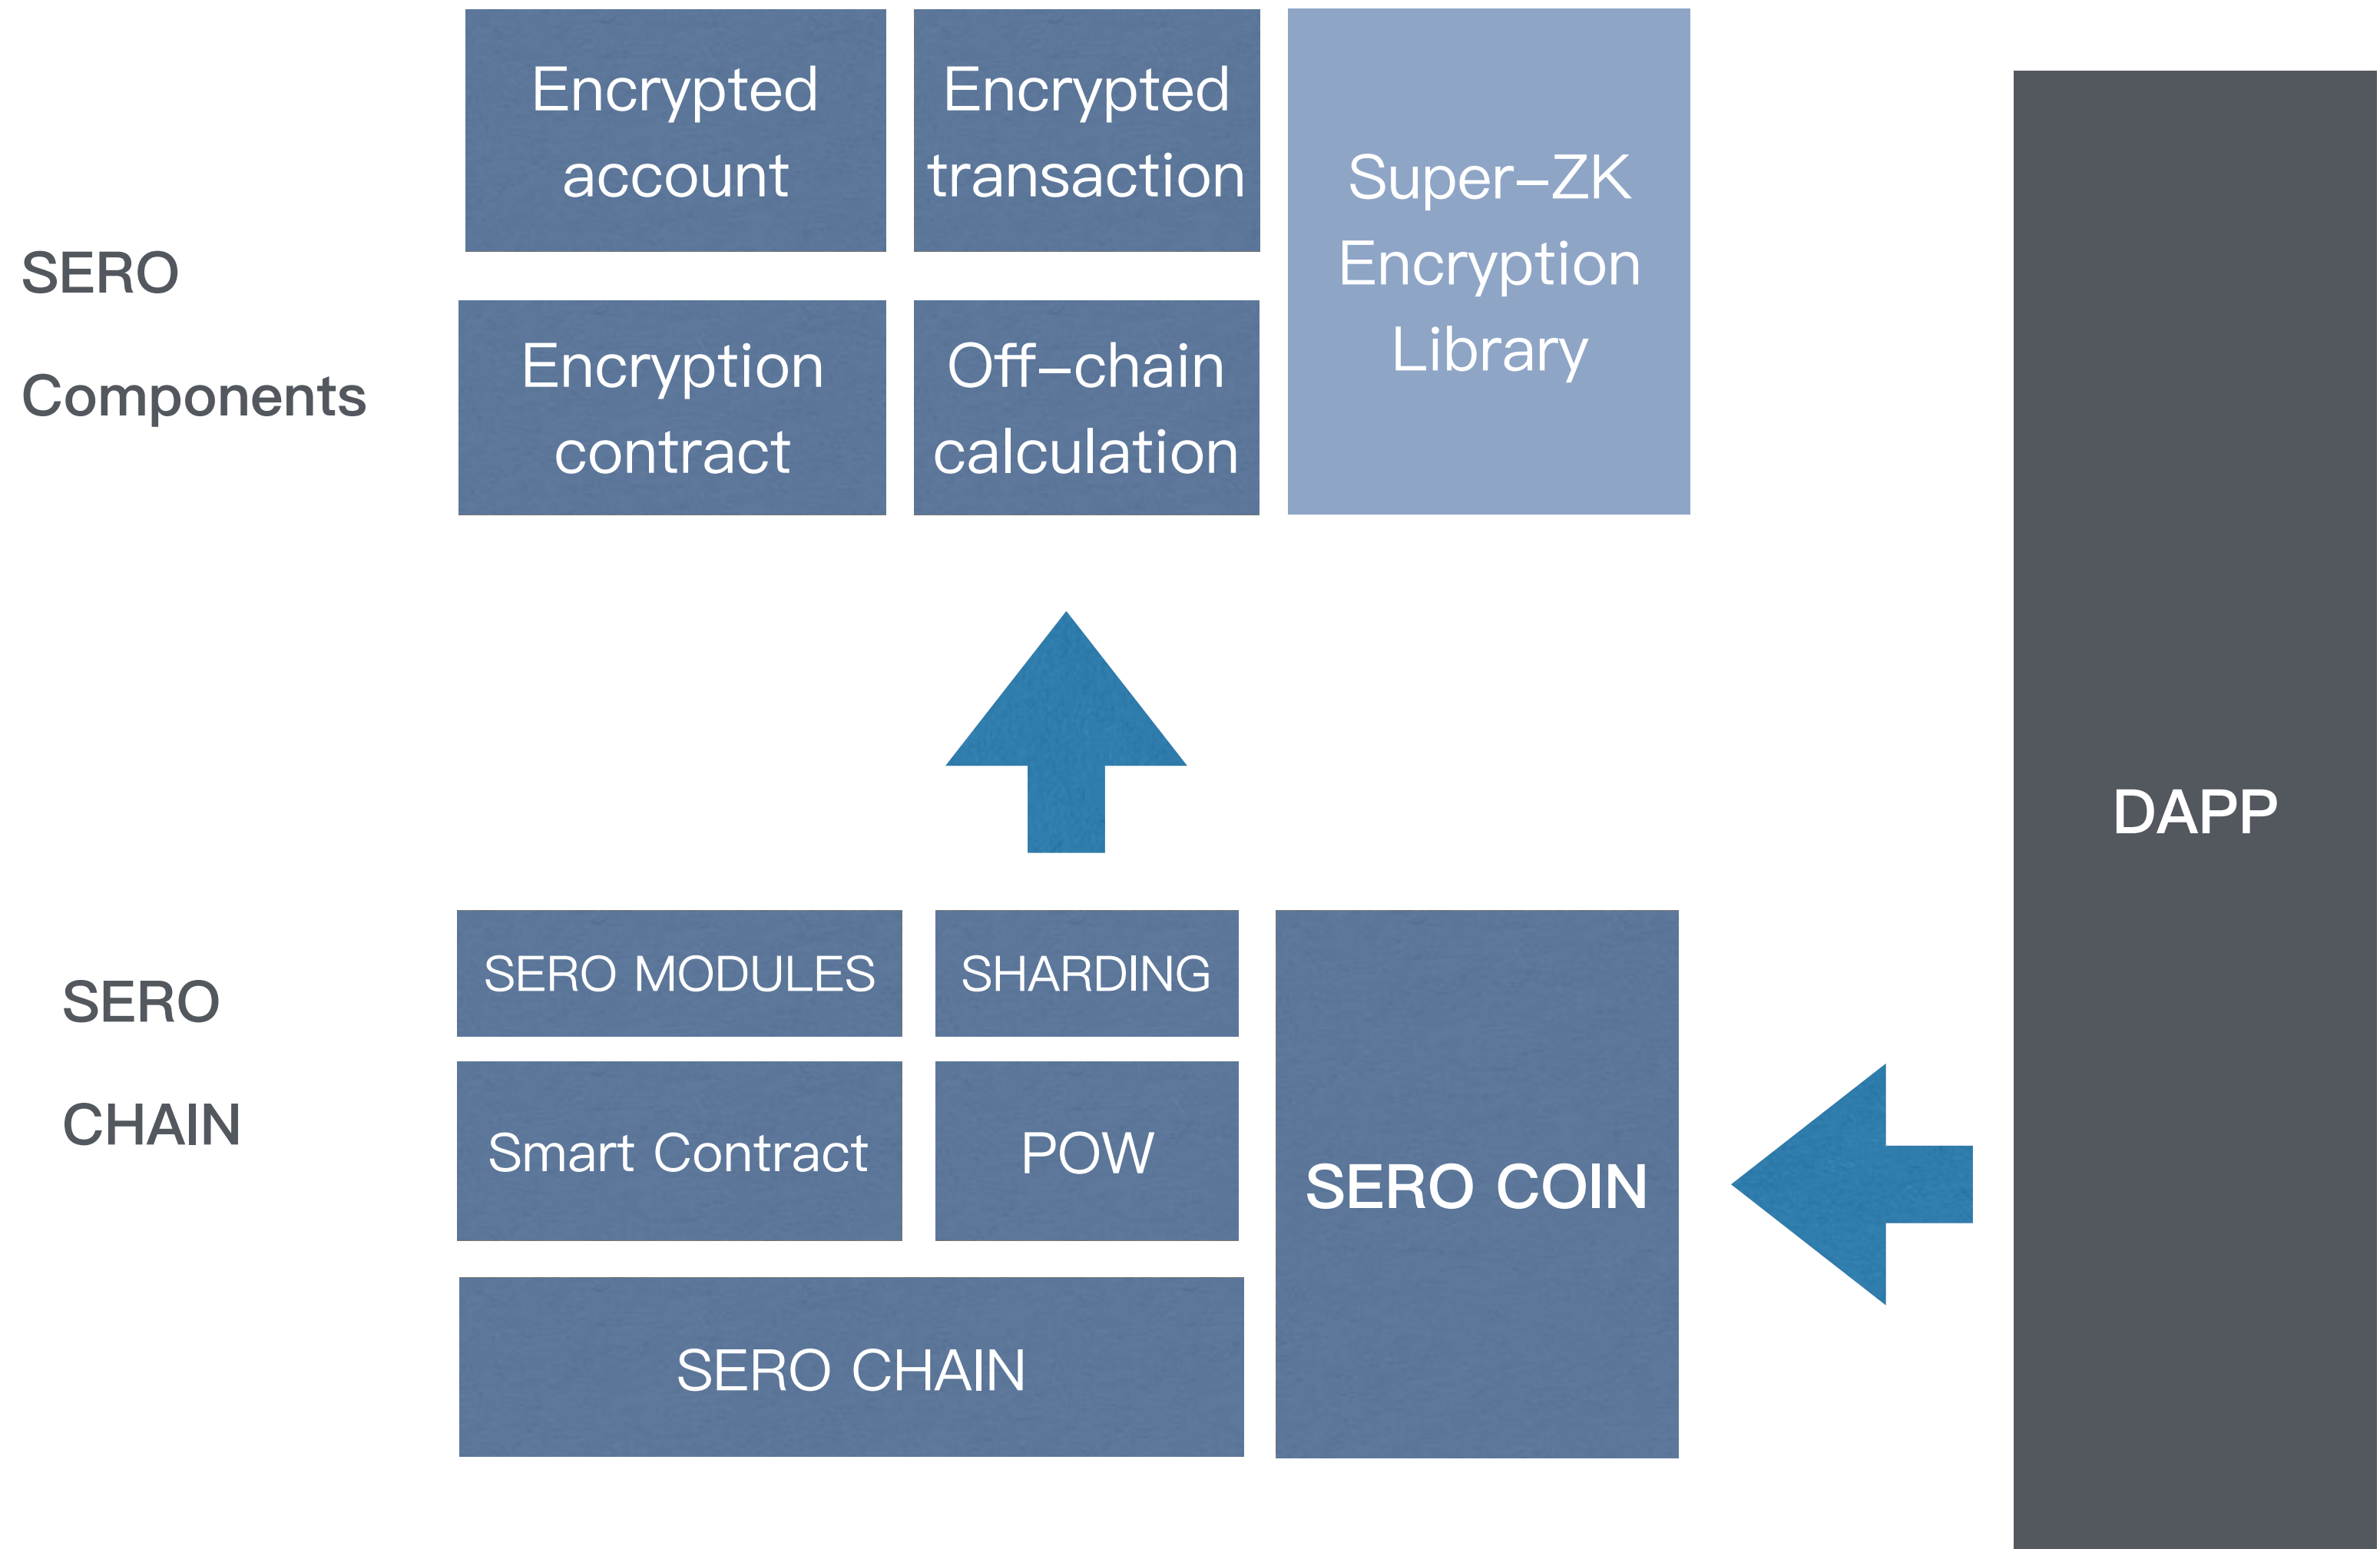 SERO
Components
Encrypted
account
Encrypted
transaction
Encryption
contract
Off–chain
calculation
Super–ZK
Encryption
Library
SERO
CHAIN
SERO MODULES
SHARDING
Smart Contract
POW
SERO CHAIN
SERO COIN
DAPP